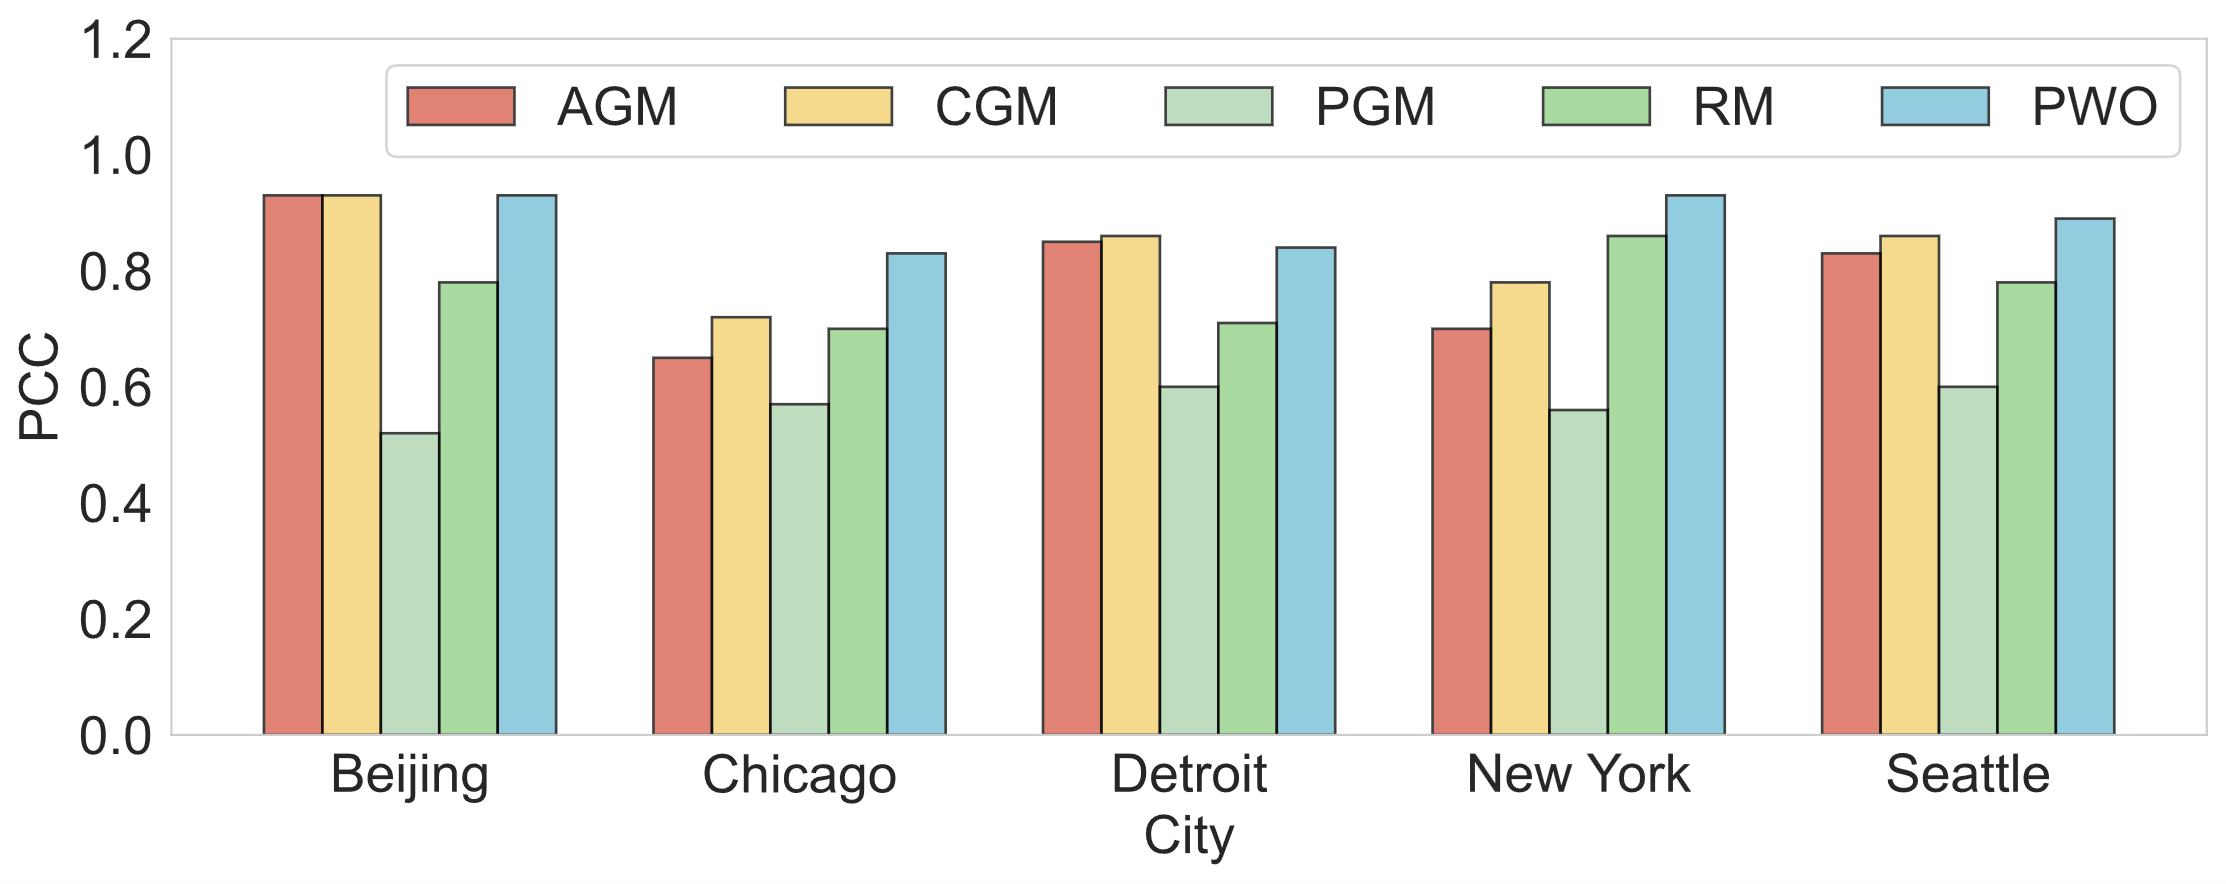 1.2
1.0
0.8
0.6
0.4
0.2
0.0
PCC
AGM CGM PGM RM PWO
Beijing Chicago Detroit New York Seattle
City